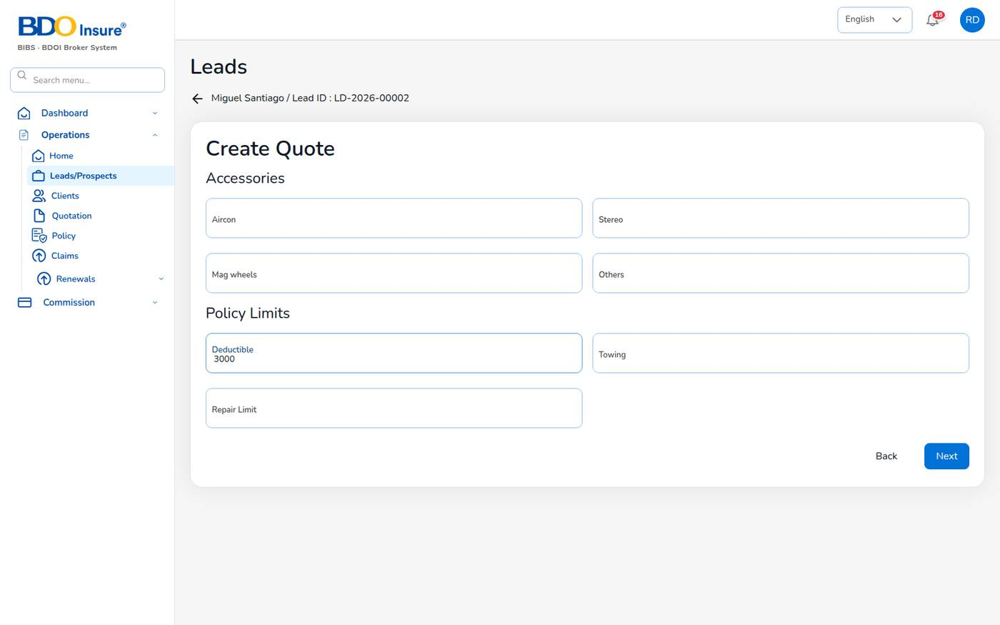 BDO Insure®
BIBS - BDOI Broker System
Search menu...
Dashboard
Operations
Home
Leads/Prospects
Clients
Quotation
Policy
Claims
Renewals
Commission
English
16
RD
Leads
Miguel Santiago / Lead ID : LD-2026-00002
Create Quote
Accessories
Aircon
Stereo
Mag wheels
Others
Policy Limits
Deductible
3000
Towing
Repair Limit
Back
Next